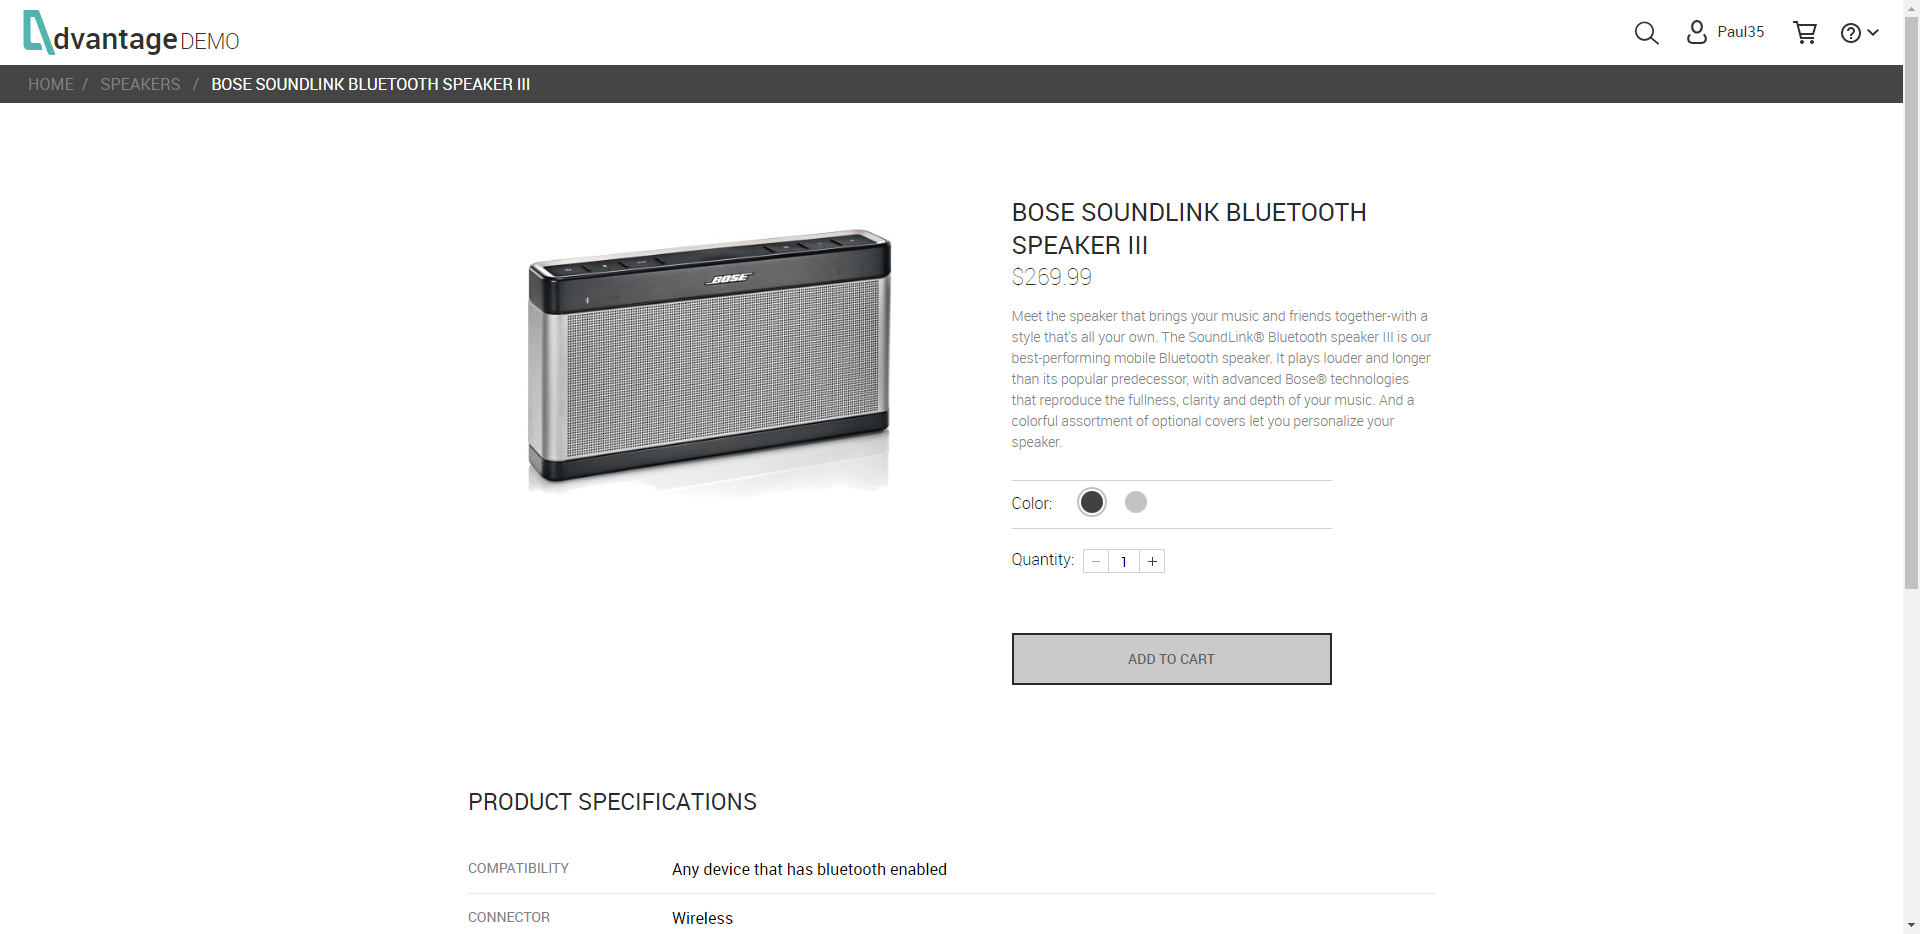 dvantage DEMO
Paul35
HOME / SPEAKERS / BOSE SOUNDLINK BLUETOOTH SPEAKER III
BOSE
BOSE SOUNDLINK BLUETOOTH
SPEAKER III
$269.99
Meet the speaker that brings your music and friends together-with a
style that's all your own. The SoundLink® Bluetooth speaker III is our
best-performing mobile Bluetooth speaker. It plays louder and longer
than its popular predecessor, with advanced Bose® technologies
that reproduce the fullness, clarity and depth of your music. And a
colorful assortment of optional covers let you personalize your
speaker.
Color:
Quantity: − 1 +
ADD TO CART
PRODUCT SPECIFICATIONS
COMPATIBILITY Any device that has bluetooth enabled
CONNECTOR Wireless